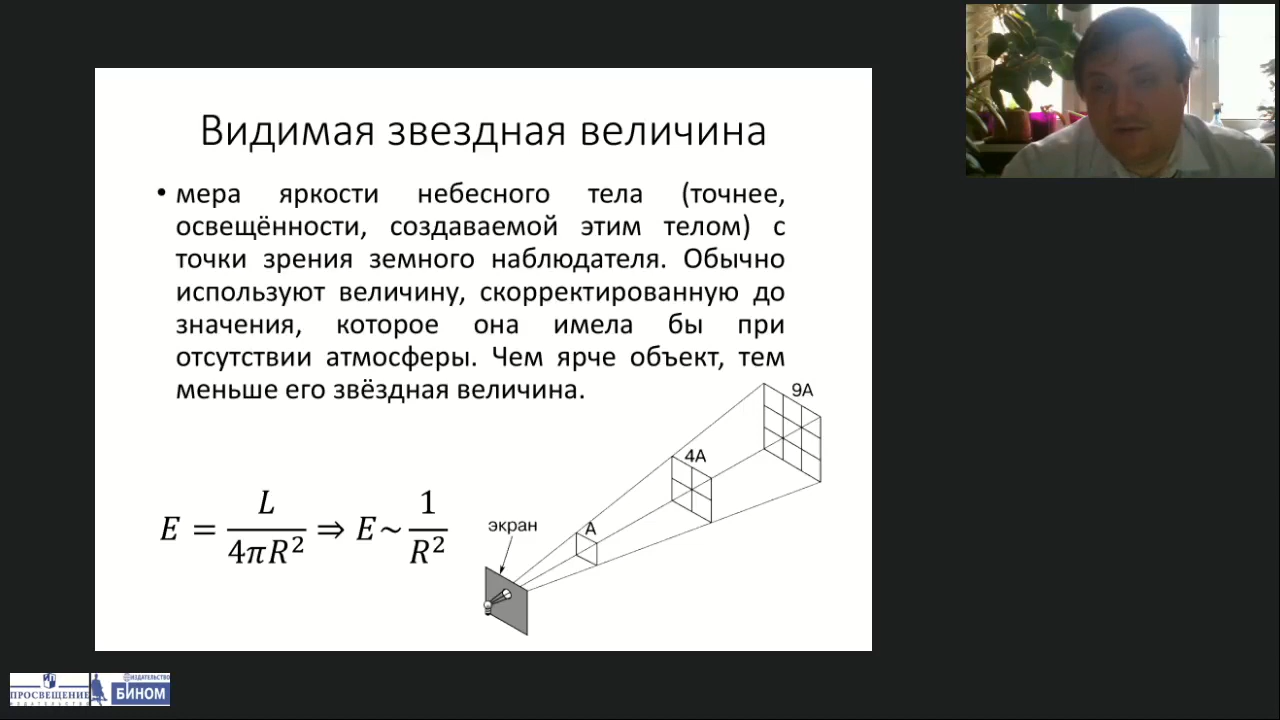 Видимая звездная величина
• мера яркости небесного тела (точнее,
освещённости, создаваемой этим телом) с
точки зрения земного наблюдателя. Обычно
используют величину, скорректированную до
значения, которое она имела бы при
отсутствии атмосферы. Чем ярче объект, тем
меньше его звёздная величина.
9A
4A
A
экран
E = L / 4πR² ⇒ E ~ 1 / R²
ПРОСВЕЩЕНИЕ
ИЗДАТЕЛЬСТВО
ИЗДАТЕЛЬСТВО
БИНОМ